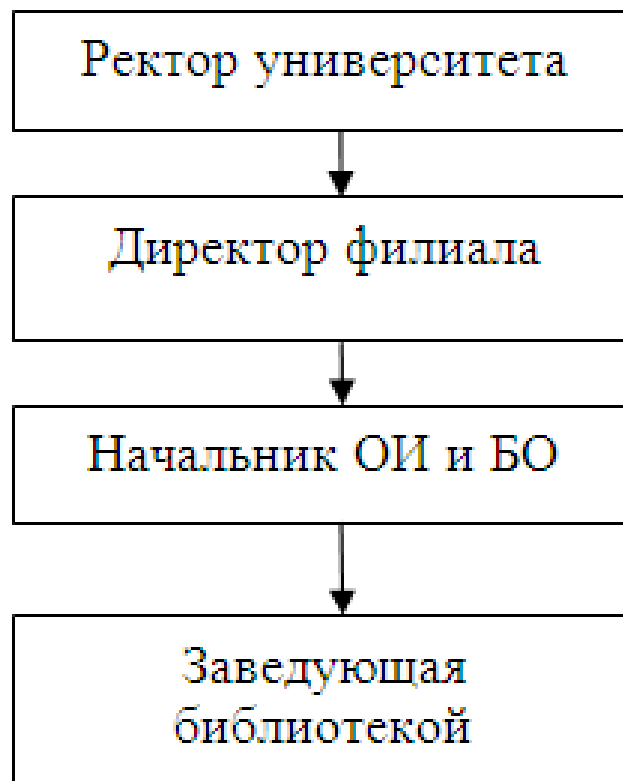 Ректор университета
Директор филиала
Начальник ОИ и БО
Заведующая
библиотекой